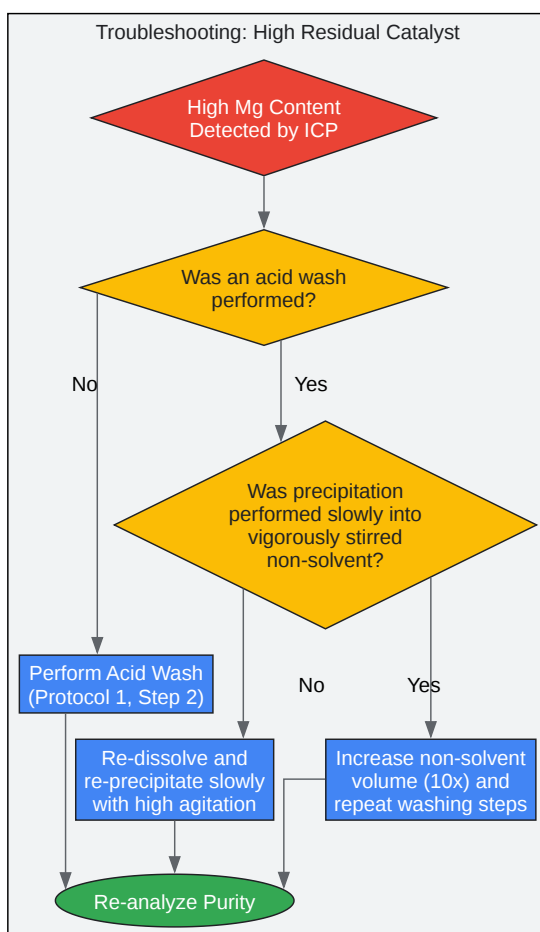 Troubleshooting: High Residual Catalyst
High Mg Content
Detected by ICP
Was an acid wash
performed?
No
Yes
Was precipitation
performed slowly into
vigorously stirred
non-solvent?
Perform Acid Wash
(Protocol 1, Step 2)
No
Yes
Re-dissolve and
re-precipitate slowly
with high agitation
Increase non-solvent
volume (10x) and
repeat washing steps
Re-analyze Purity